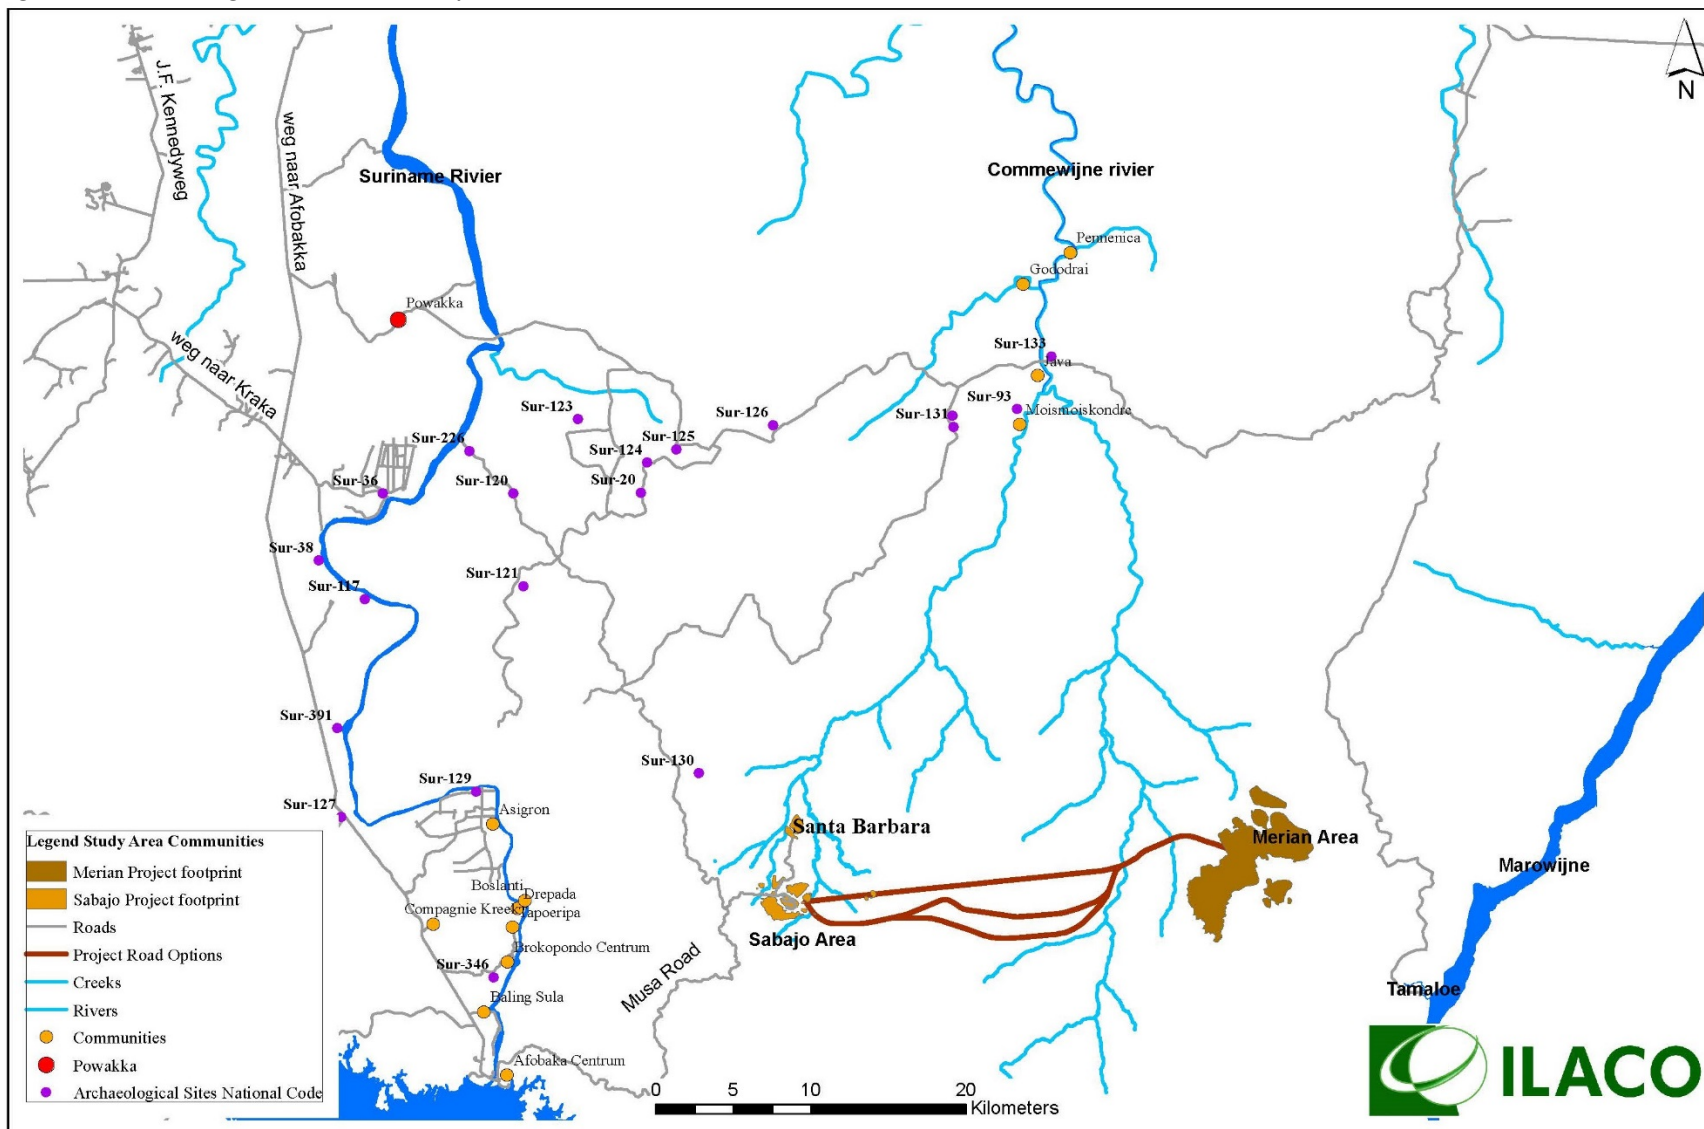 N
J.F. Kennedyweg
weg naar Afobakka
Suriname Rivier
Commewijne rivier
Pennenica
Gododrai
Powakka
Sur-133
Java
weg naar Kraka
Sur-123
Sur-126
Sur-131
Sur-93
Moismoiskondre
Sur-226
Sur-125
Sur-124
Sur-36
Sur-120
Sur-20
Sur-38
Sur-117
Sur-121
Sur-391
Sur-130
Sur-129
Sur-127
Asigron
Santa Barbara
Merian Area
Marowijne
Boslanti
Drepada
Compagnie Kreek
Tapoeripa
Sabajo Area
Brokopondo Centrum
Sur-346
Musa Road
Baling Sula
Tamaloe
Afobaka Centrum
Legend Study Area Communities
Merian Project footprint
Sabajo Project footprint
Roads
Project Road Options
Creeks
Rivers
Communities
Powakka
Archaeological Sites National Code
0 5 10 20
Kilometers
ILACO